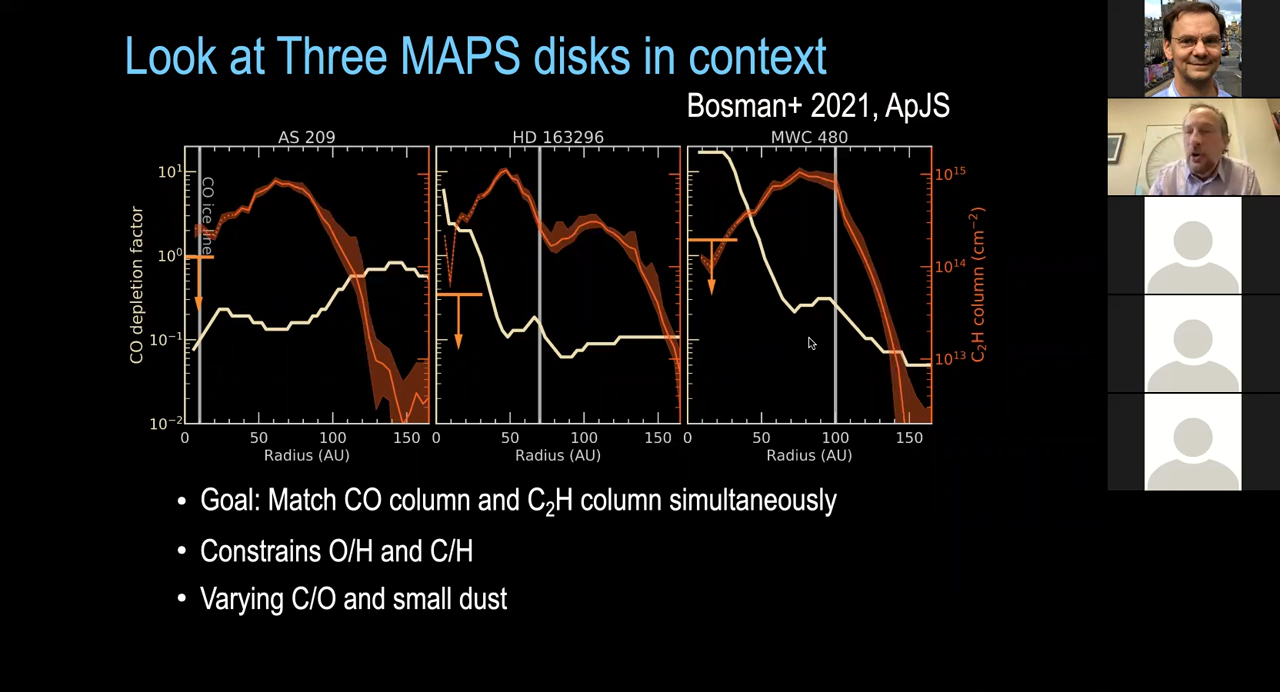 Look at Three MAPS disks in context
Bosman+ 2021, ApJS
AS 209
HD 163296
MWC 480
CO depletion factor
10¹
10⁰
10⁻¹
10⁻²
CO ice line
10¹⁵
10¹⁴
10¹³
C₂H column (cm⁻²)
0 50 100 150
0 50 100 150
0 50 100 150
Radius (AU)
Radius (AU)
Radius (AU)
• Goal: Match CO column and C₂H column simultaneously
• Constrains O/H and C/H
• Varying C/O and small dust